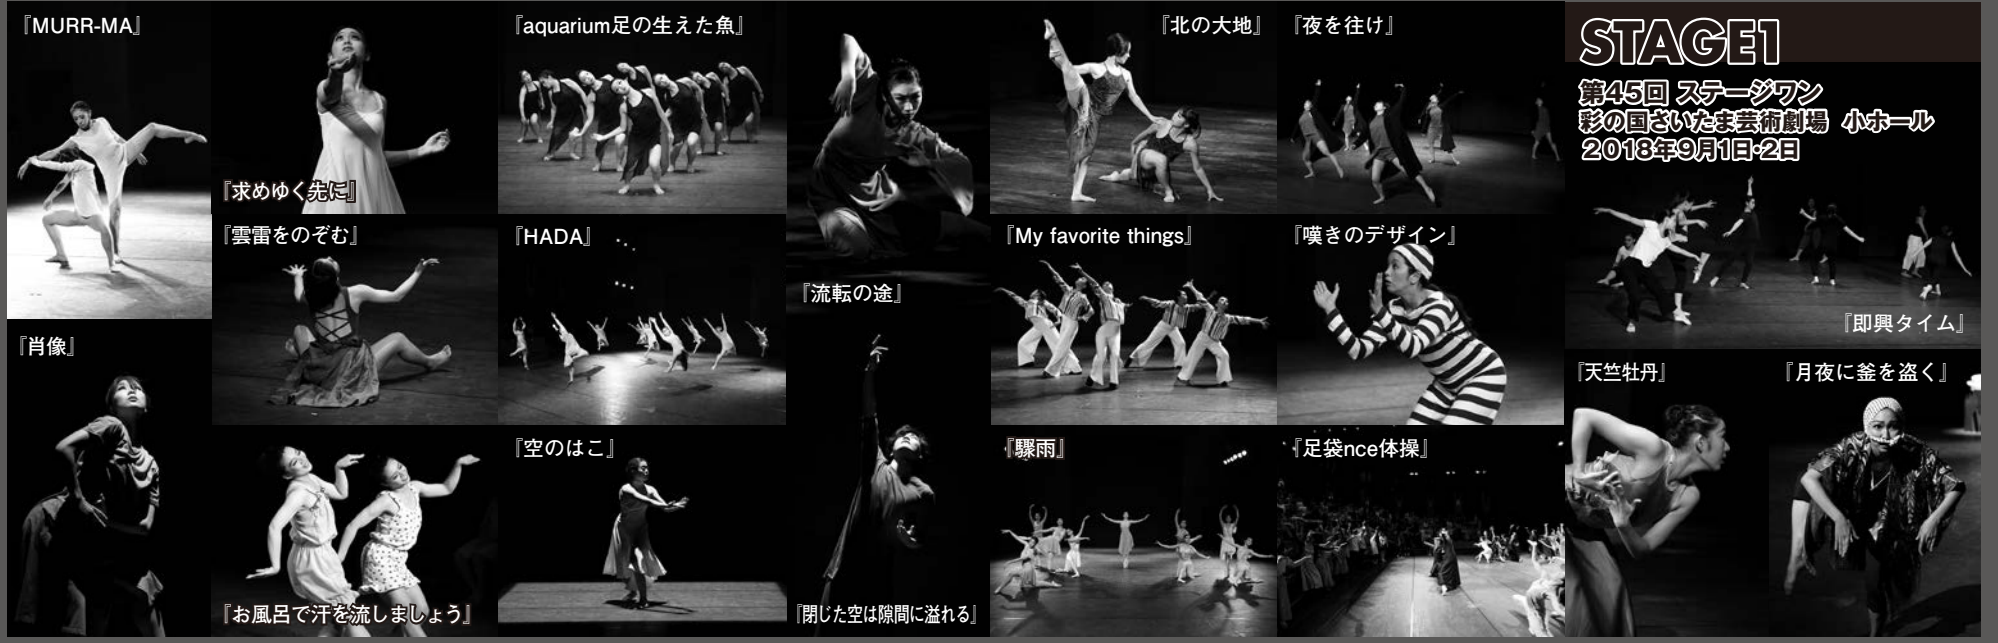 『MURR-MA』
『求めゆく先に』
『aquarium足の生えた魚』
『北の大地』
『夜を往け』
STAGE1
第45回 ステージワン
彩の国さいたま芸術劇場 小ホール
2018年9月1日・2日
『雲雷をのぞむ』
『HADA』
『流転の途』
『My favorite things』
『嘆きのデザイン』
『即興タイム』
『肖像』
『天竺牡丹』
『月夜に釜を盗く』
『お風呂で汗を流しましょう』
『空のはこ』
『閉じた空は隙間に溢れる』
『驟雨』
『足袋nce体操』